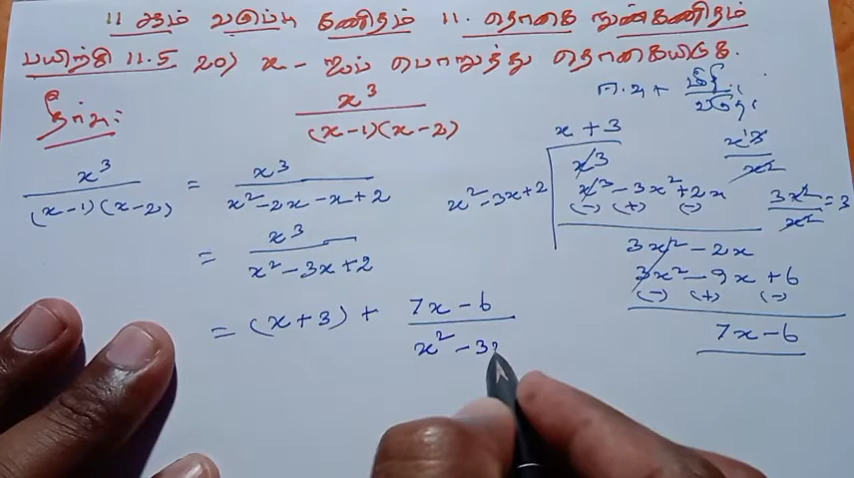 11 ஆம் வகுப்பு கணிதம் 11. தொகை நுண்கணிதம்
பயிற்சி 11.5 20) x - ஐப் பொறுத்து தொகையிடுக.
தீர்வு:
x³ / (x-1)(x-2)
ஈ.வு + மீதி / வகு
x³ / (x-1)(x-2) = x³ / x²-2x-x+2
= x³ / x²-3x+2
= (x+3) + 7x-6 / x²-3x
x + 3
x²-3x+2
x³
x³-3x²+2x
(-) (+) (-)
3x²-2x
3x²-9x+6
(-) (+) (-)
7x-6
x³ / x²
3x² / x² = 3